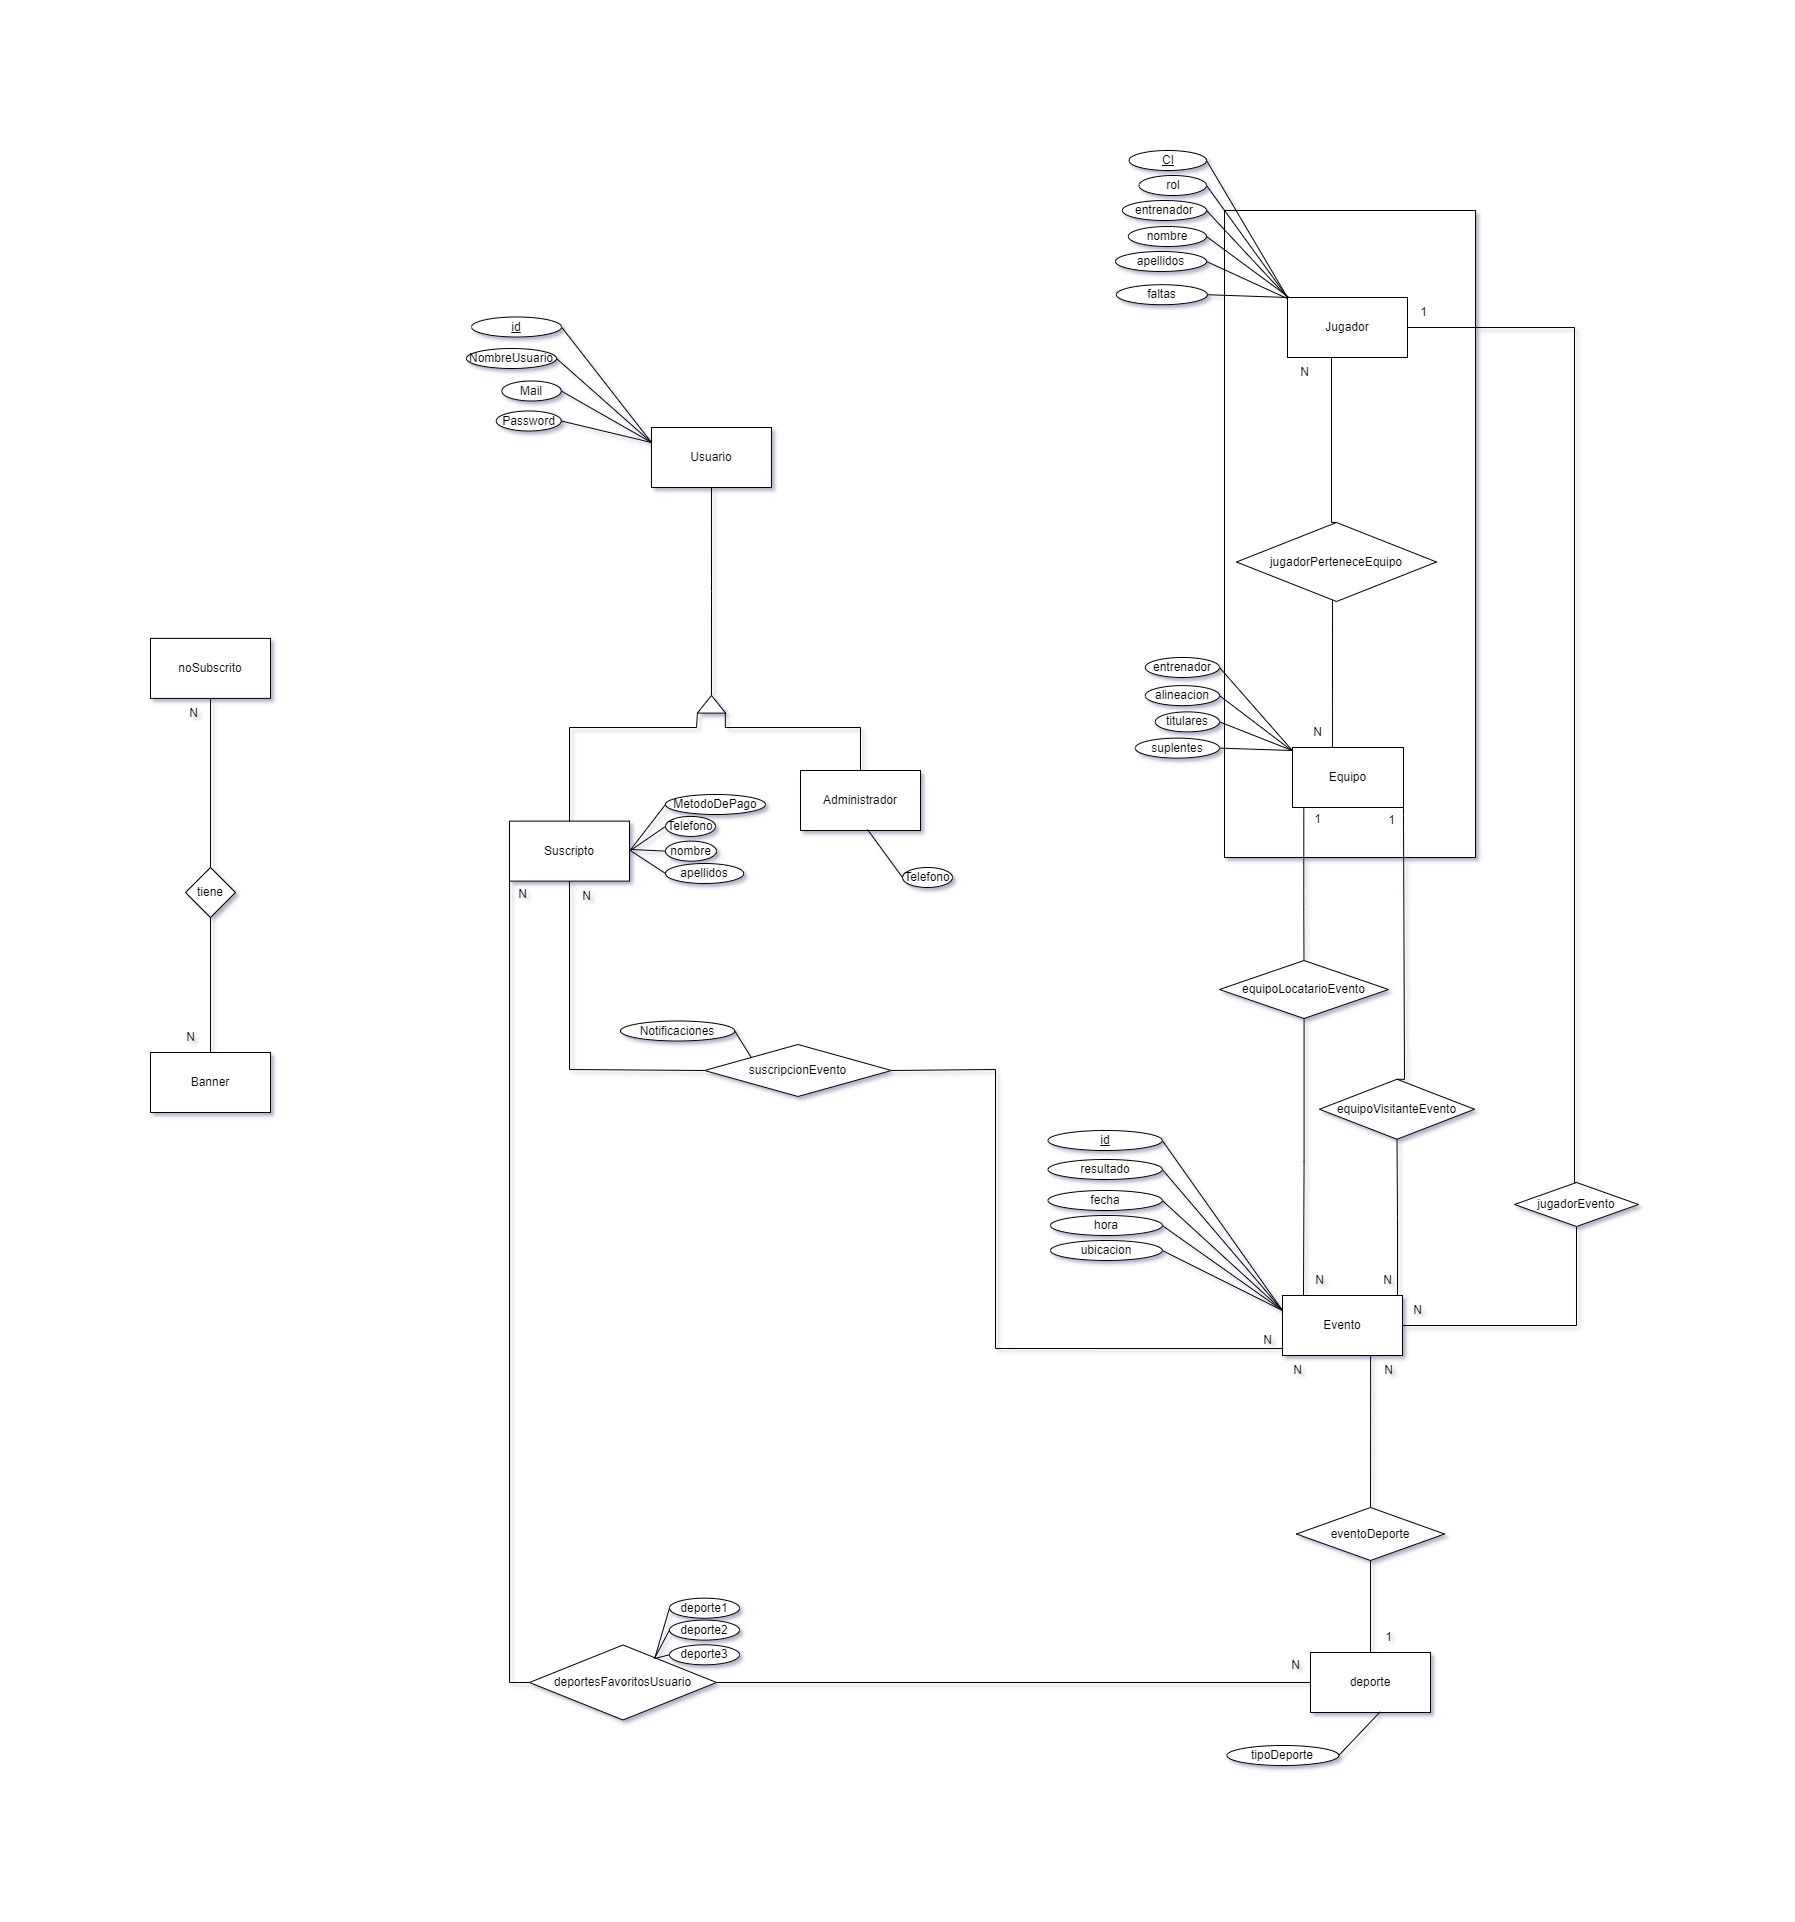 CI
rol
entrenador
nombre
apellidos
faltas
Jugador
1
N
id
NombreUsuario
Mail
Password
Usuario
jugadorPerteneceEquipo
noSubscrito
N
entrenador
alineacion
titulares
suplentes
N
Equipo
1
1
MetodoDePago
Telefono
nombre
apellidos
Suscripto
N
N
Administrador
Telefono
tiene
N
Banner
equipoLocatarioEvento
Notificaciones
suscripcionEvento
equipoVisitanteEvento
id
resultado
fecha
hora
ubicacion
jugadorEvento
N
N
N
Evento
N
N
N
eventoDeporte
1
deporte1
deporte2
deporte3
deportesFavoritosUsuario
N
deporte
tipoDeporte